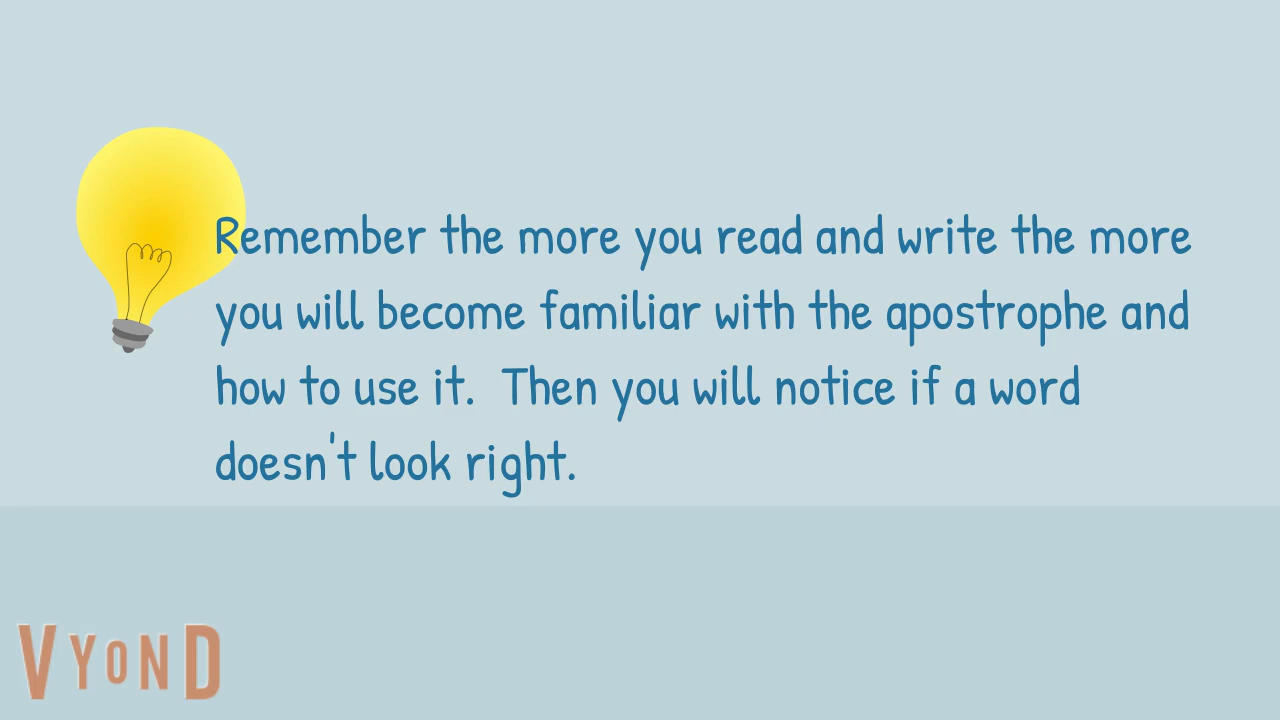 Remember the more you read and write the more
you will become familiar with the apostrophe and
how to use it.  Then you will notice if a word
doesn't look right.
VYOND